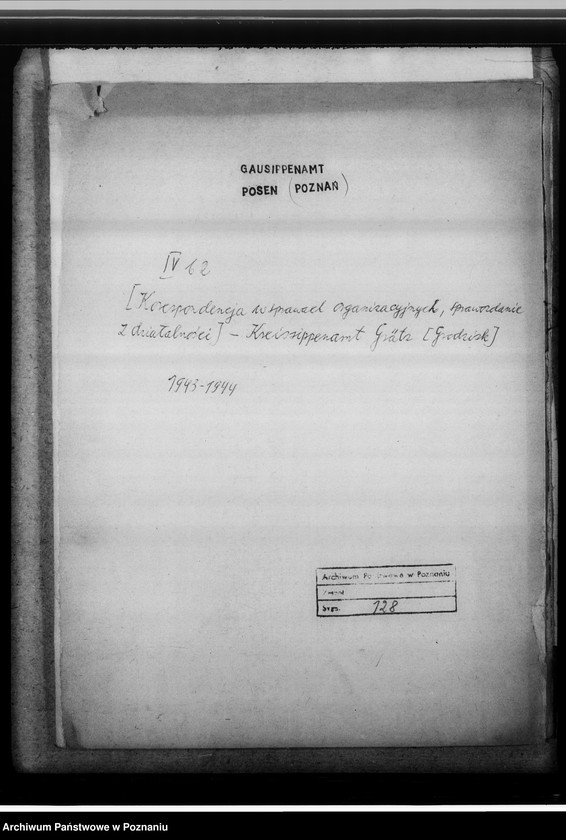 GAUSIPPENAMT
POSEN (POZNAŃ)
IV 12
[Korespondencja w sprawach organizacyjnych, sprawozdanie
z działalności] – Kreissippenamt Grätz [Grodzisk]
1943-1944
Archiwum Państwowe w Poznaniu
Zespół
Sygn. 128
Archiwum Państwowe w Poznaniu